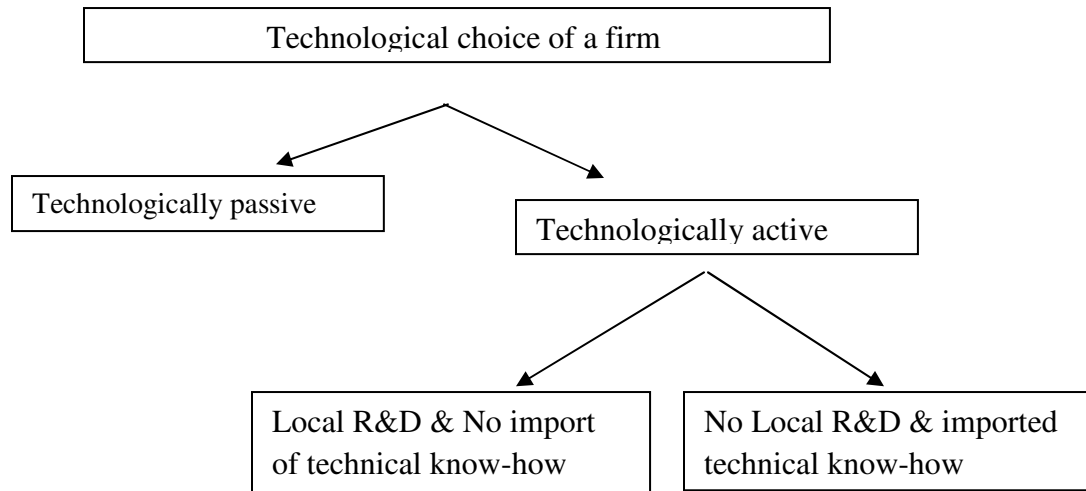 Technological choice of a firm
Technologically passive
Technologically active
Local R&D & No import
of technical know-how
No Local R&D & imported
technical know-how